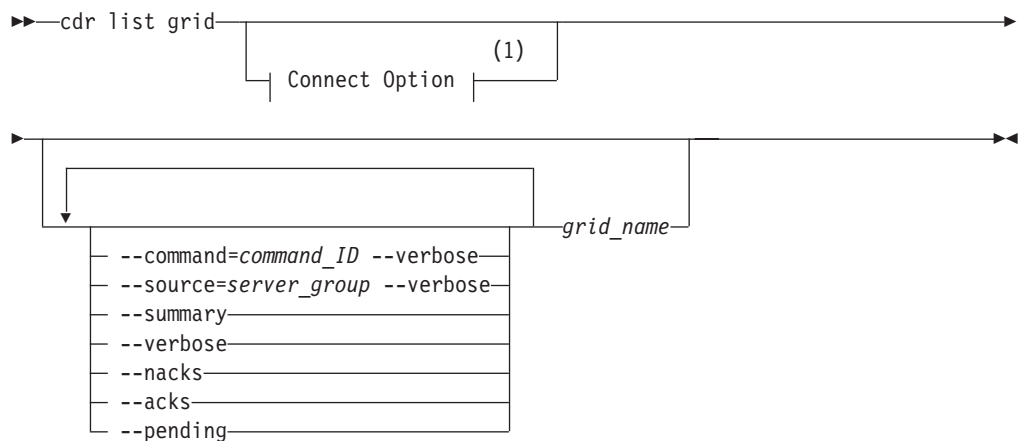 cdr list grid
(1)
Connect Option
grid_name
--command=command_ID --verbose
--source=server_group --verbose
--summary
--verbose
--nacks
--acks
--pending